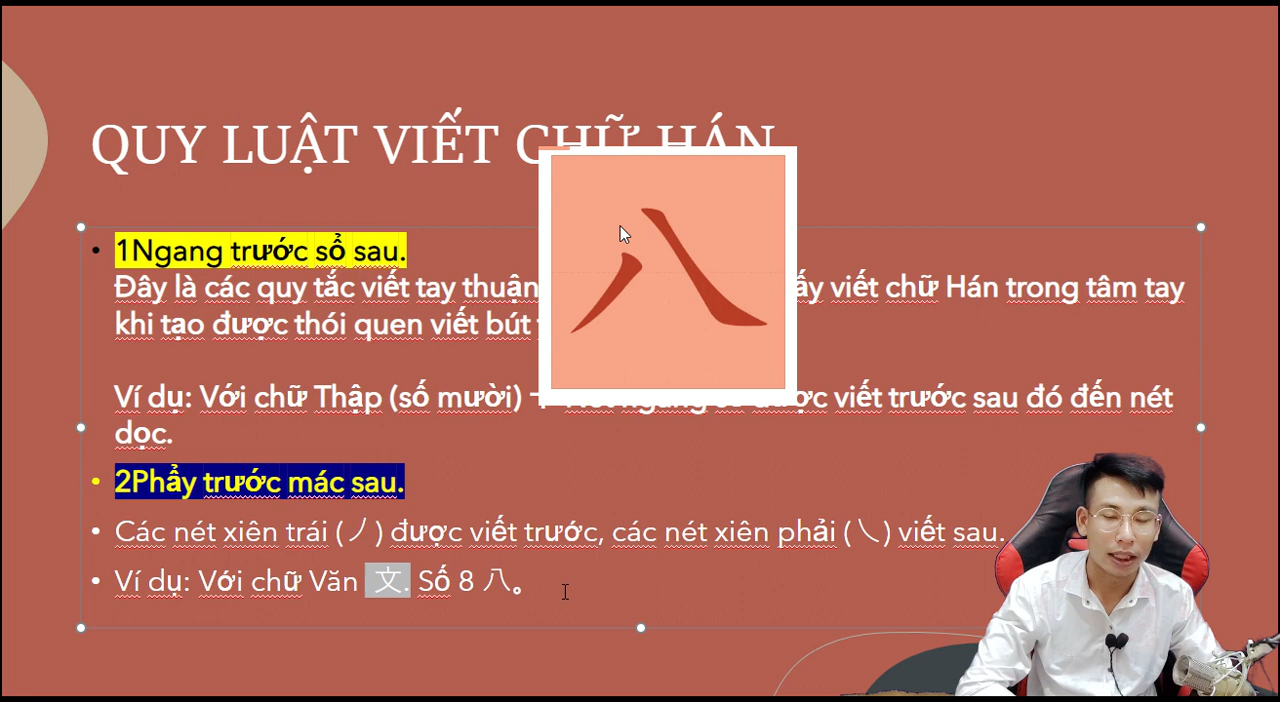 QUY LUẬT VIẾT CHỮ HÁN
八
• 1Ngang trước sổ sau.
Đây là các quy tắc viết tay thuận viết chữ Hán trong tâm tay
khi tạo được thói quen viết bút
Ví dụ: Với chữ Thập (số mười) viết trước sau đó đến nét
dọc.
• 2Phẩy trước mác sau.
• Các nét xiên trái (丿) được viết trước, các nét xiên phải (㇏) viết sau.
• Ví dụ: Với chữ Văn 文. Số 8 八。